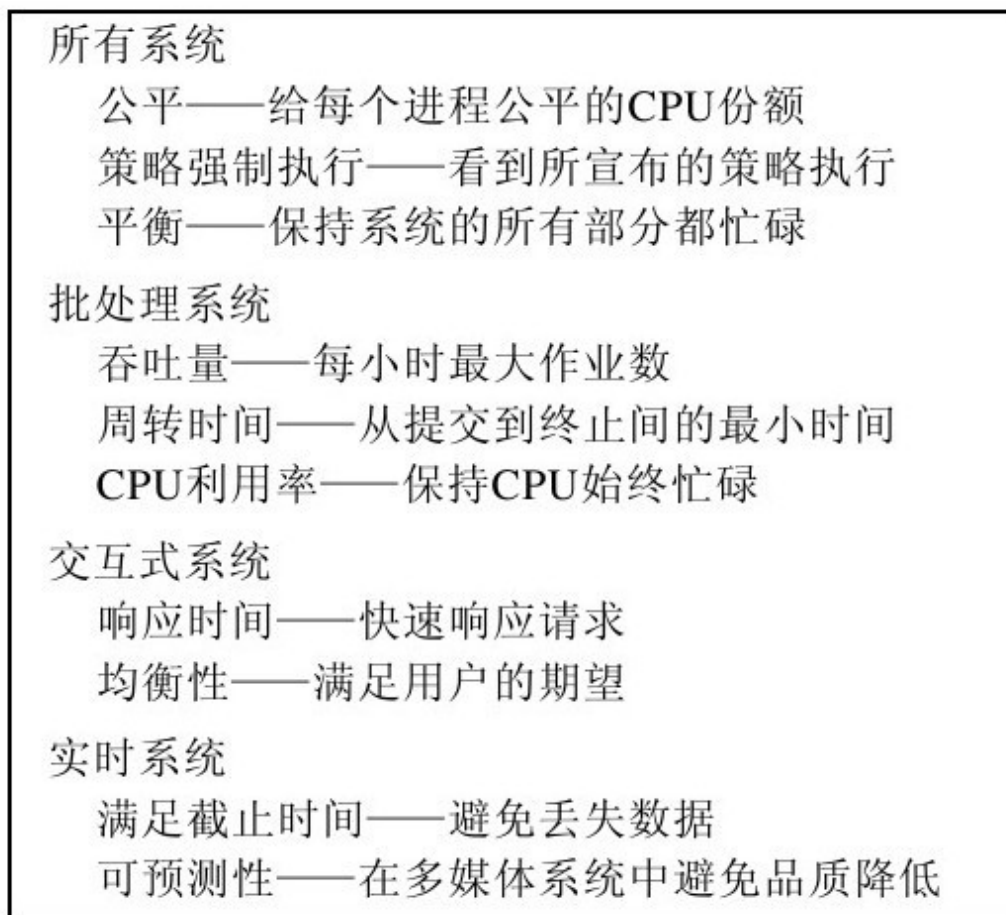 所有系统
公平——给每个进程公平的CPU份额
策略强制执行——看到所宣布的策略执行
平衡——保持系统的所有部分都忙碌
批处理系统
吞吐量——每小时最大作业数
周转时间——从提交到终止间的最小时间
CPU利用率——保持CPU始终忙碌
交互式系统
响应时间——快速响应请求
均衡性——满足用户的期望
实时系统
满足截止时间——避免丢失数据
可预测性——在多媒体系统中避免品质降低